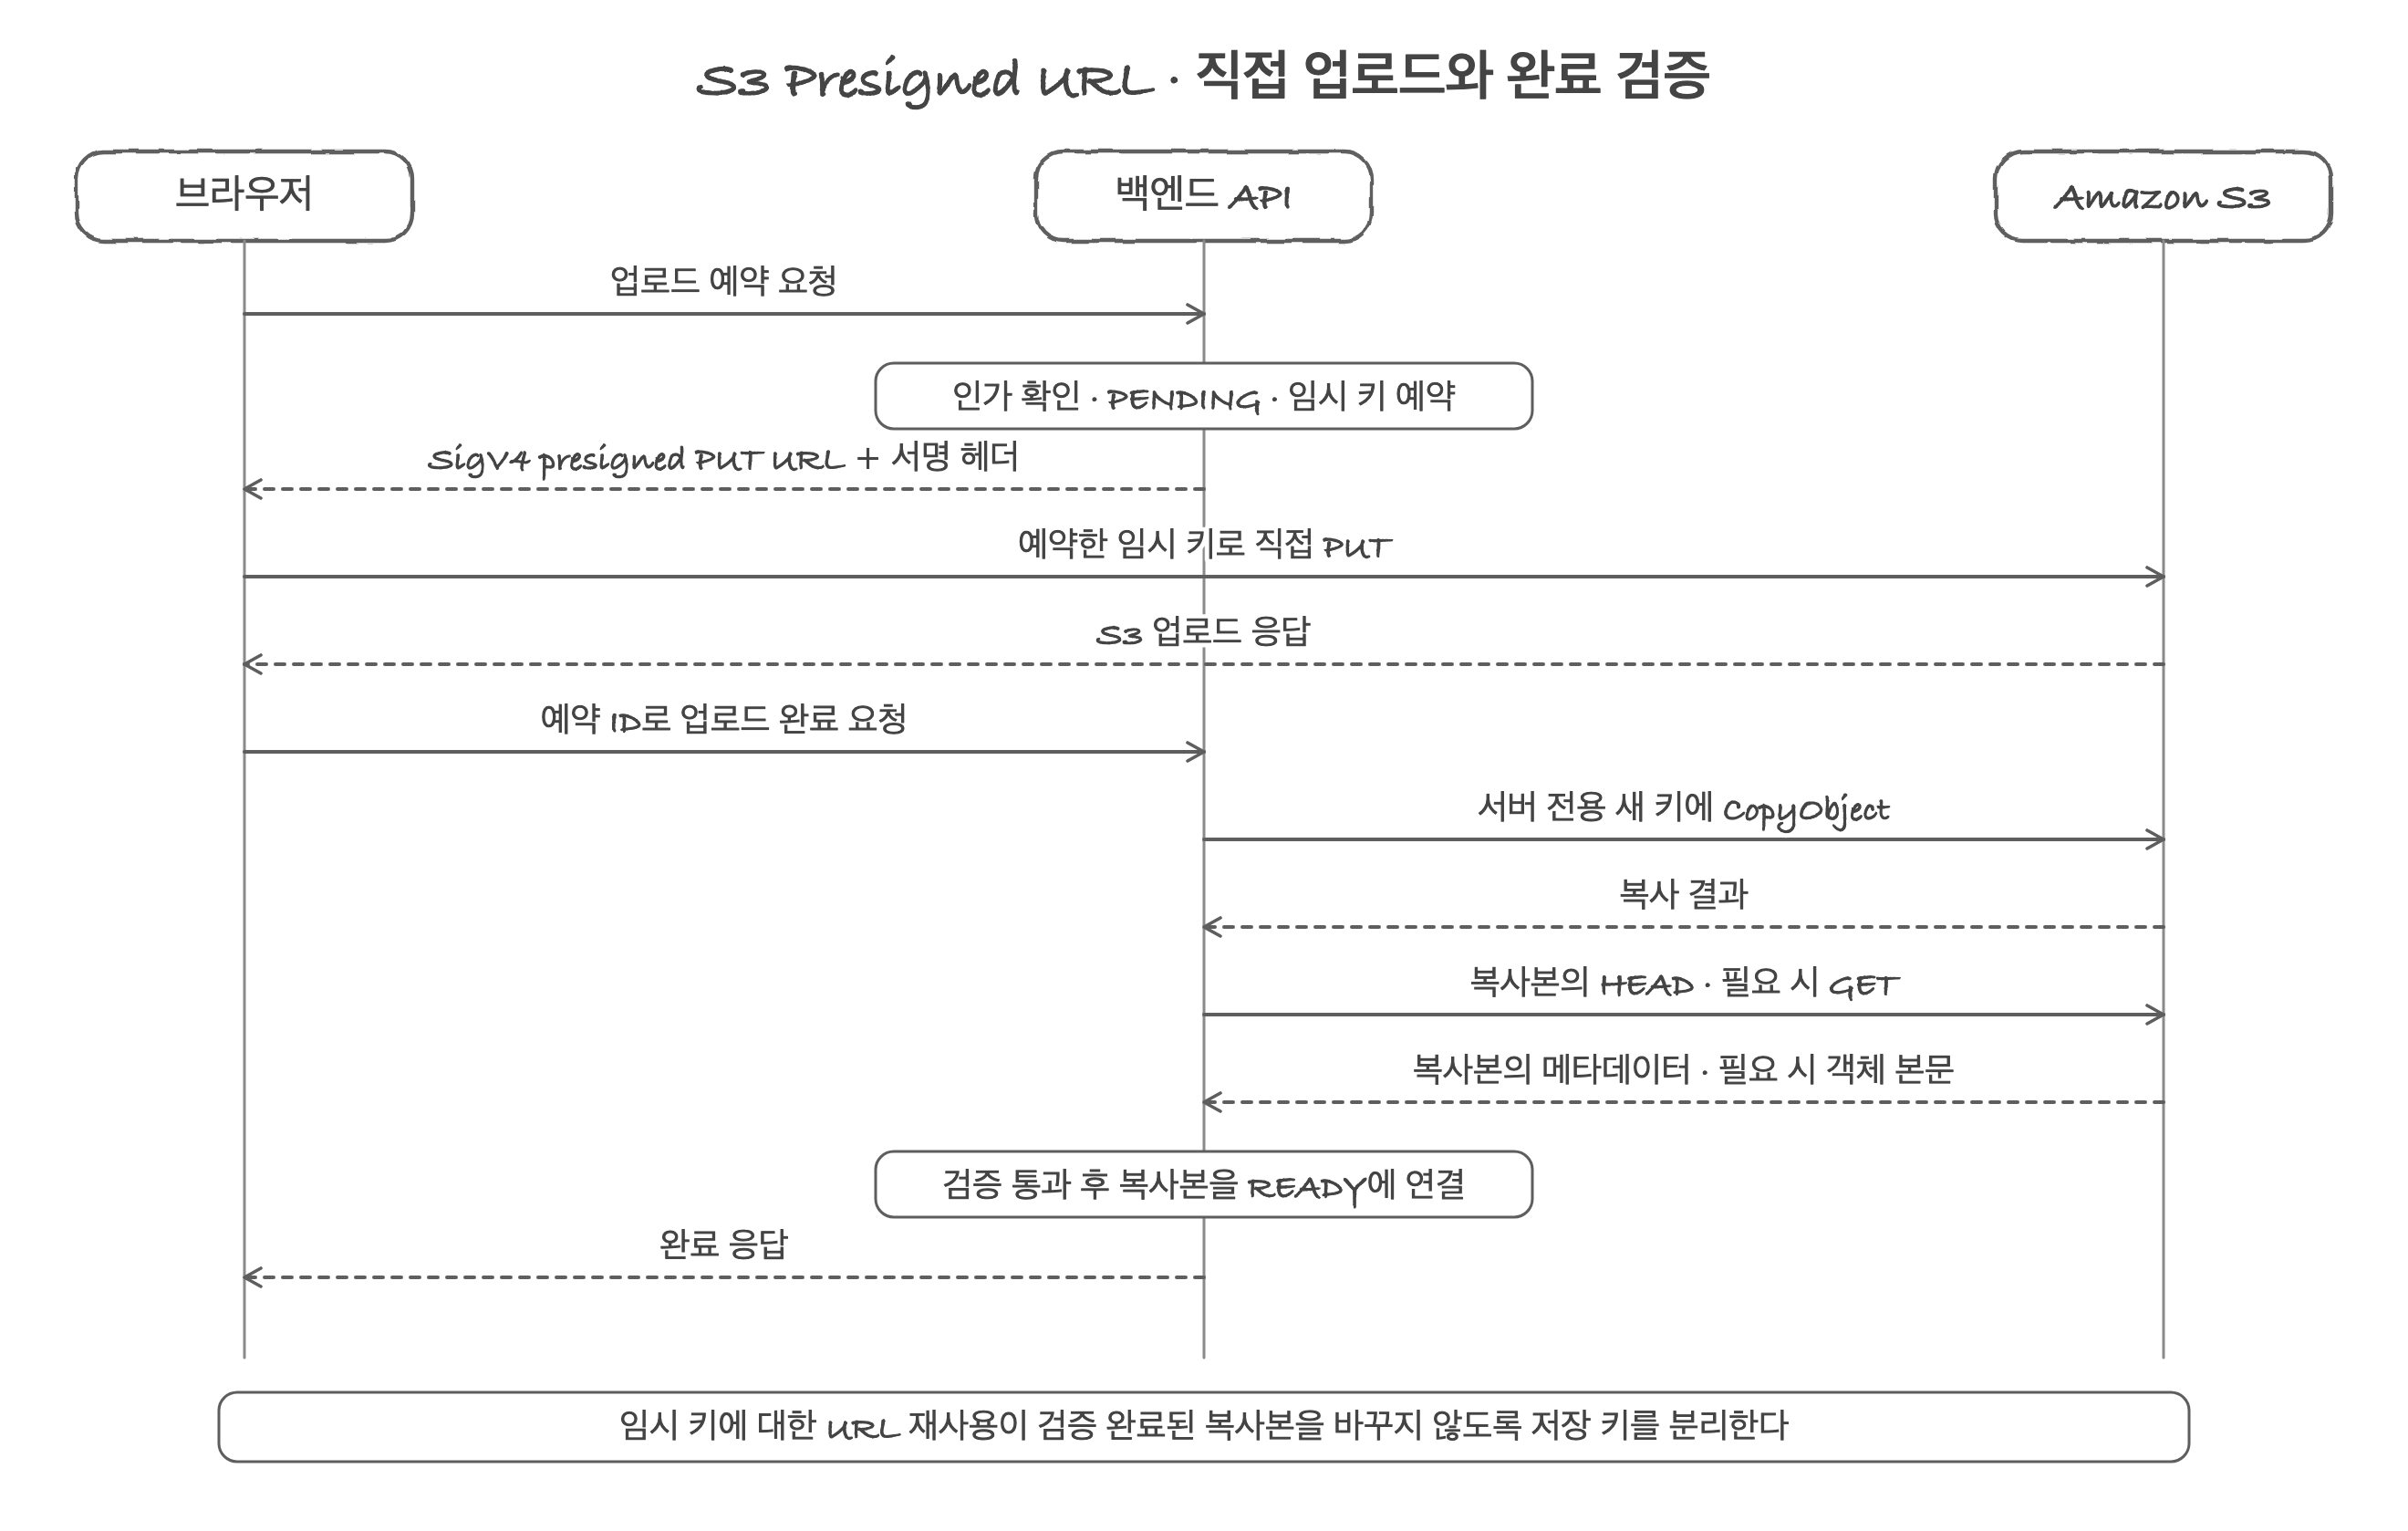 S3 Presigned URL · 직접 업로드와 완료 검증
브라우저
백엔드 API
Amazon S3
업로드 예약 요청
인가 확인 · PENDING · 임시 키 예약
SigV4 presigned PUT URL + 서명 헤더
예약한 임시 키로 직접 PUT
S3 업로드 응답
예약 ID로 업로드 완료 요청
서버 전용 새 키에 CopyObject
복사 결과
복사본의 HEAD · 필요 시 GET
복사본의 메타데이터 · 필요 시 객체 본문
검증 통과 후 복사본을 READY에 연결
완료 응답
임시 키에 대한 URL 재사용이 검증 완료된 복사본을 바꾸지 않도록 저장 키를 분리한다